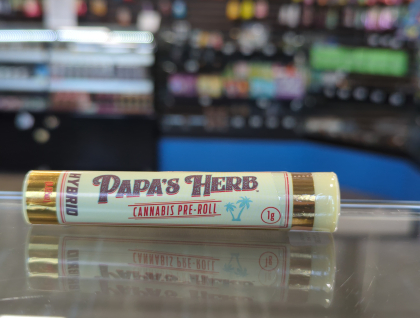 HYBRID
PAPA'S HERB
CANNABIS PRE-ROLL
1g